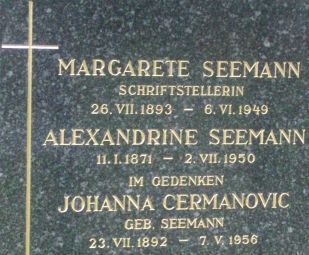 MARGARETE SEEMANN
SCHRIFTSTELLERIN
26. VII. 1893 – 6. VI. 1949
ALEXANDRINE SEEMANN
11. I. 1871 – 2. VII. 1950
IM GEDENKEN
JOHANNA CERMANOVIC
GEB. SEEMANN
23. VII. 1892 – 7. V. 1956